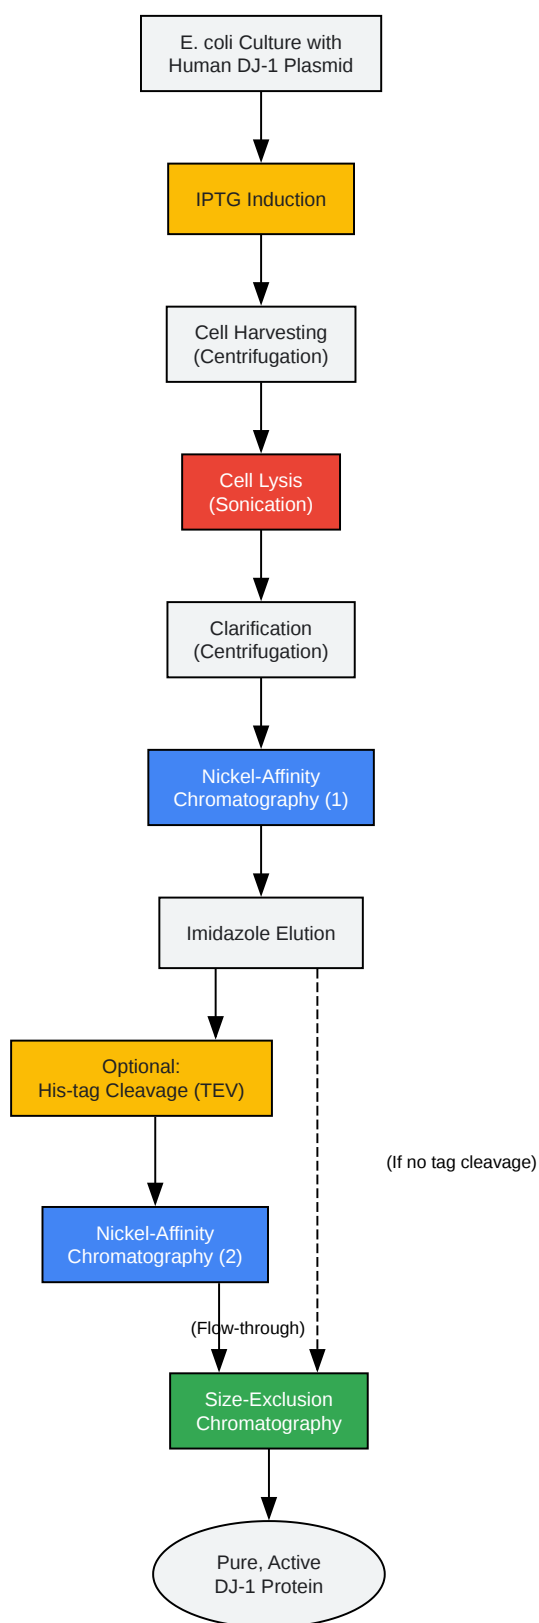 E. coli Culture with
Human DJ-1 Plasmid
IPTG Induction
Cell Harvesting
(Centrifugation)
Cell Lysis
(Sonication)
Clarification
(Centrifugation)
Nickel-Affinity
Chromatography (1)
Imidazole Elution
Optional:
His-tag Cleavage (TEV)
(If no tag cleavage)
Nickel-Affinity
Chromatography (2)
(Flow-through)
Size-Exclusion
Chromatography
Pure, Active
DJ-1 Protein